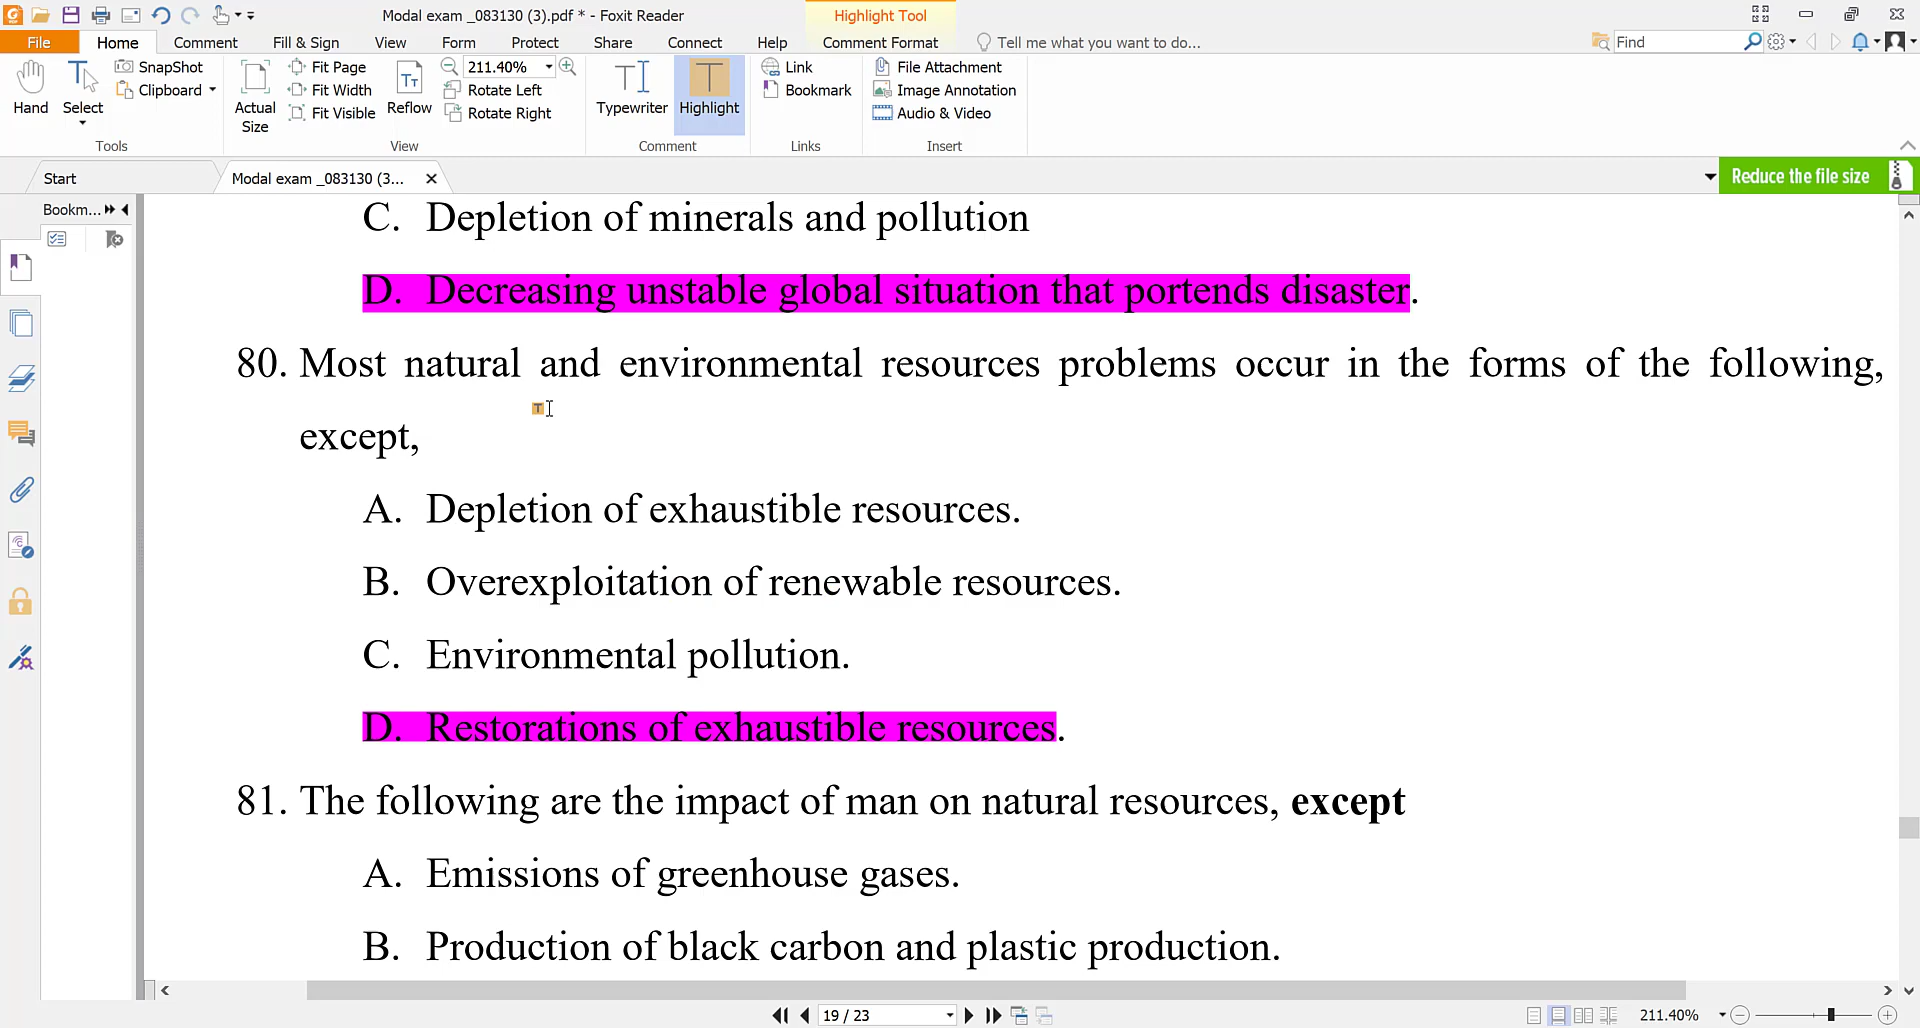 Modal exam _083130 (3).pdf * - Foxit Reader
Highlight Tool
File Home Comment Fill & Sign View Form Protect Share Connect Help Comment Format Tell me what you want to do... Find
Hand
Select
SnapShot
Clipboard
Tools
Actual
Size
Fit Page
Fit Width
Fit Visible
Reflow
211.40%
Rotate Left
Rotate Right
View
Typewriter
Highlight
Comment
Link
Bookmark
Links
File Attachment
Image Annotation
Audio & Video
Insert
Start
Modal exam _083130 (3...
Reduce the file size
Bookm...
C. Depletion of minerals and pollution
D. Decreasing unstable global situation that portends disaster.
80. Most natural and environmental resources problems occur in the forms of the following,
except,
A. Depletion of exhaustible resources.
B. Overexploitation of renewable resources.
C. Environmental pollution.
D. Restorations of exhaustible resources.
81. The following are the impact of man on natural resources, except
A. Emissions of greenhouse gases.
B. Production of black carbon and plastic production.
19 / 23
211.40%